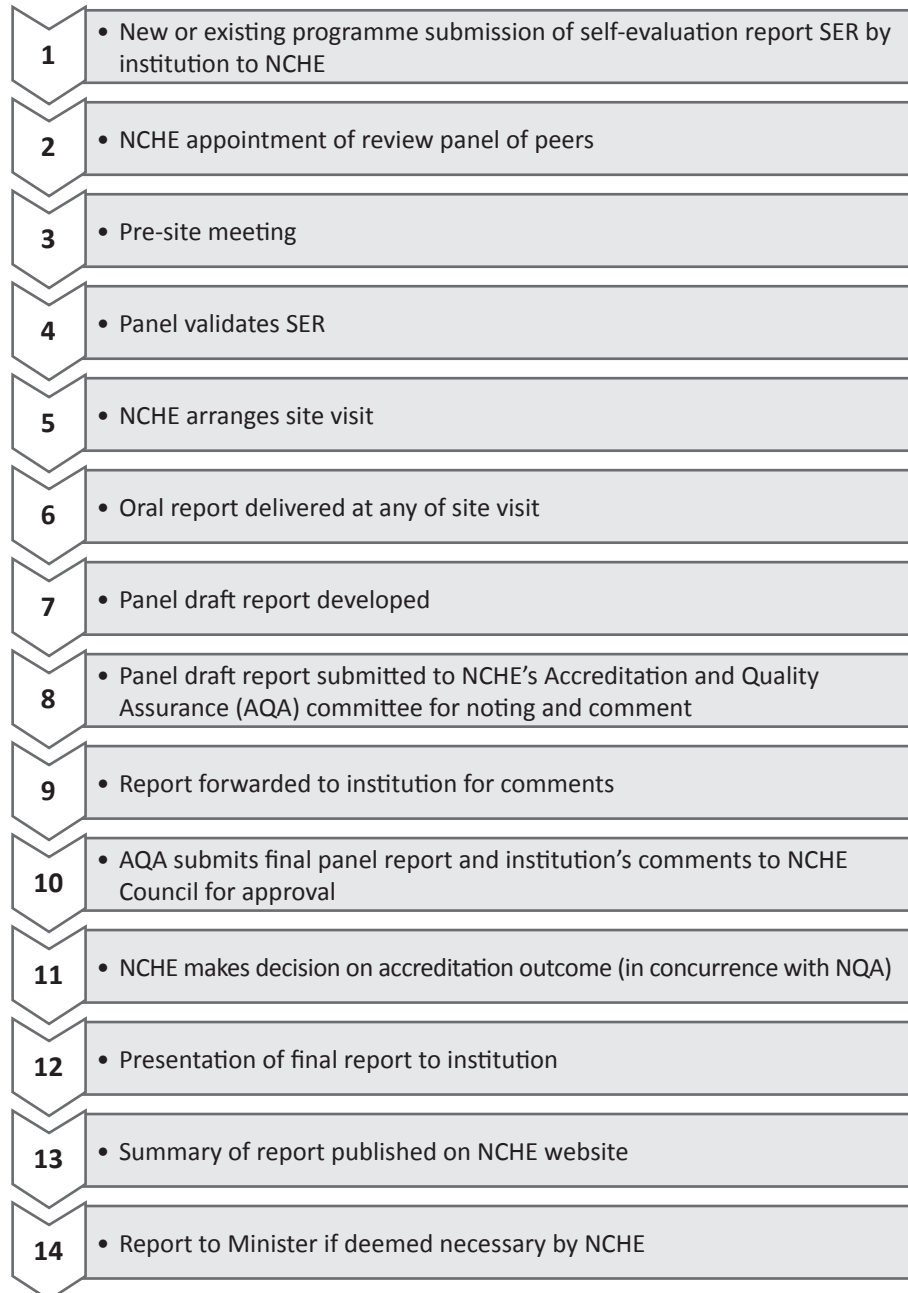 1
• New or existing programme submission of self-evaluation report SER by
institution to NCHE
2
• NCHE appointment of review panel of peers
3
• Pre-site meeting
4
• Panel validates SER
5
• NCHE arranges site visit
6
• Oral report delivered at any of site visit
7
• Panel draft report developed
8
• Panel draft report submitted to NCHE's Accreditation and Quality
Assurance (AQA) committee for noting and comment
9
• Report forwarded to institution for comments
10
• AQA submits final panel report and institution's comments to NCHE
Council for approval
11
• NCHE makes decision on accreditation outcome (in concurrence with NQA)
12
• Presentation of final report to institution
13
• Summary of report published on NCHE website
14
• Report to Minister if deemed necessary by NCHE